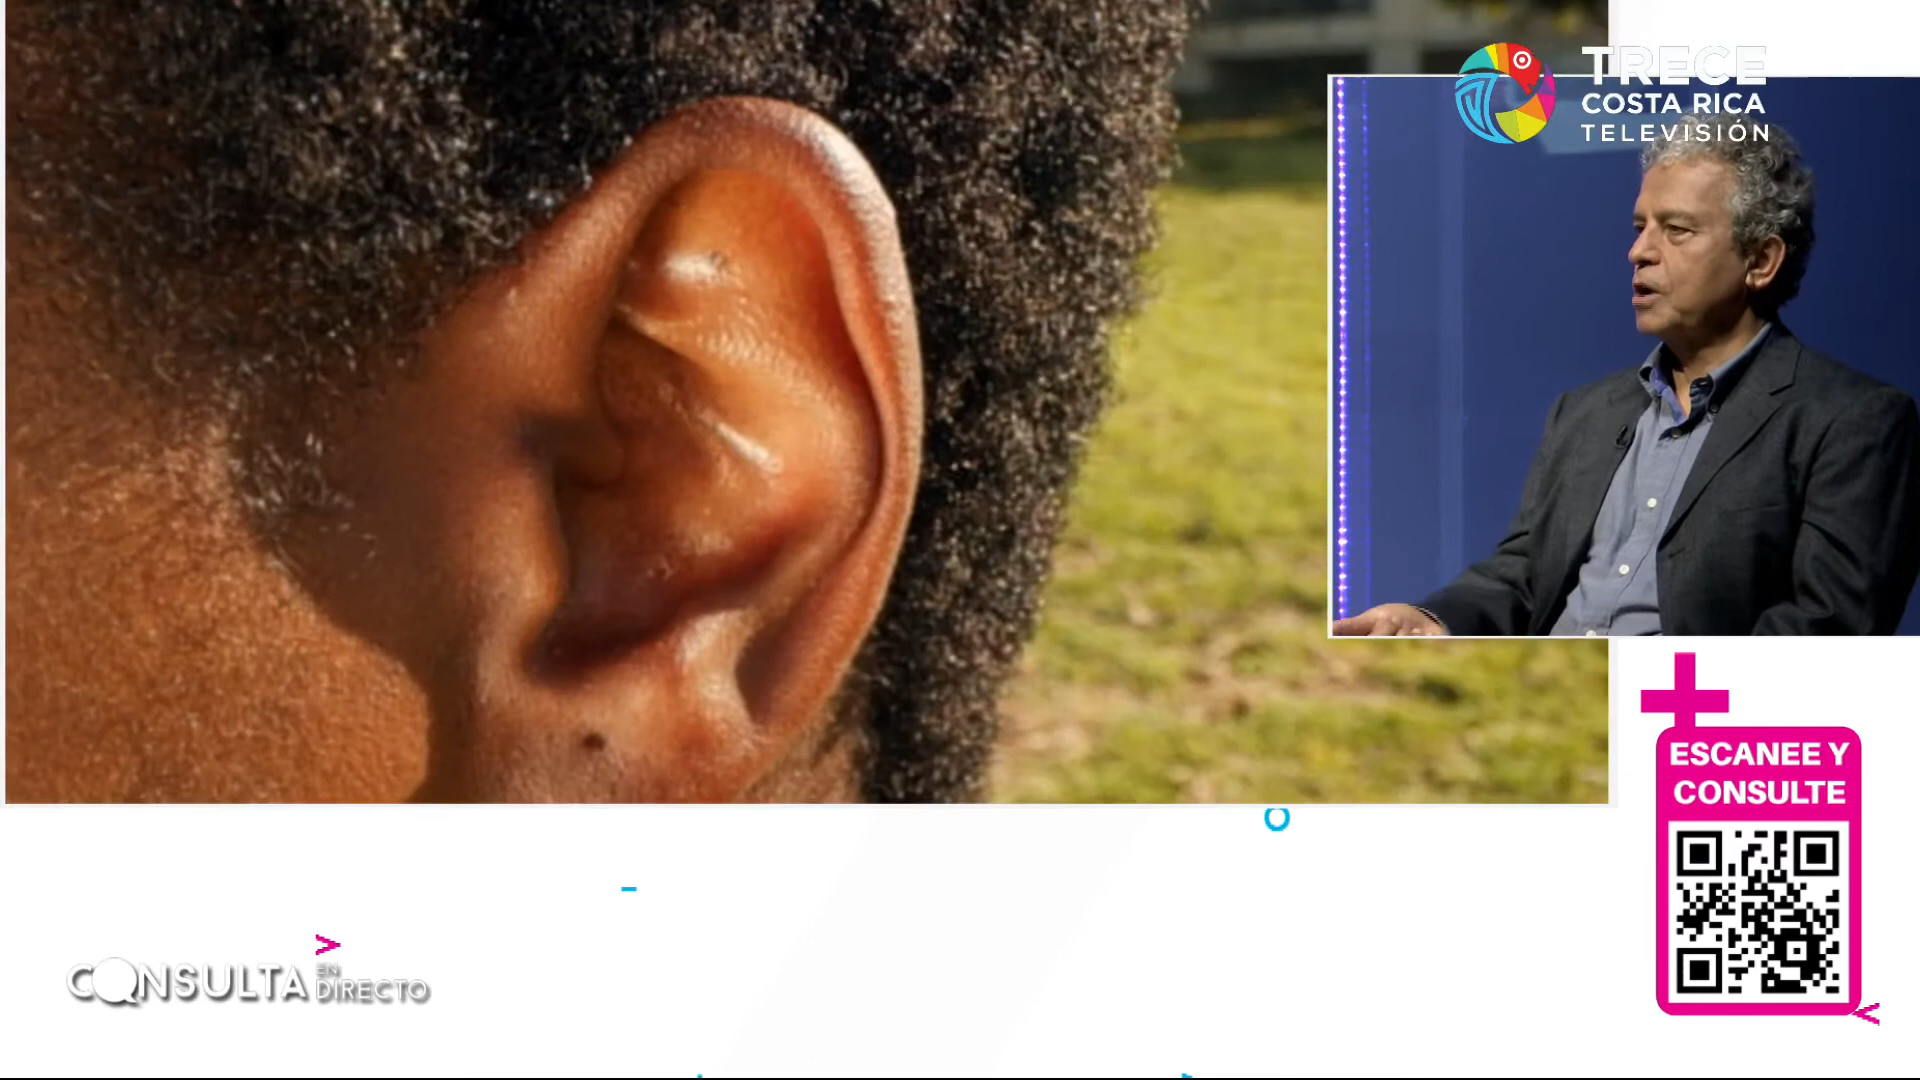 TRECE
COSTA RICA
TELEVISIÓN
ESCANEE Y
CONSULTE
CONSULTA EN
DIRECTO